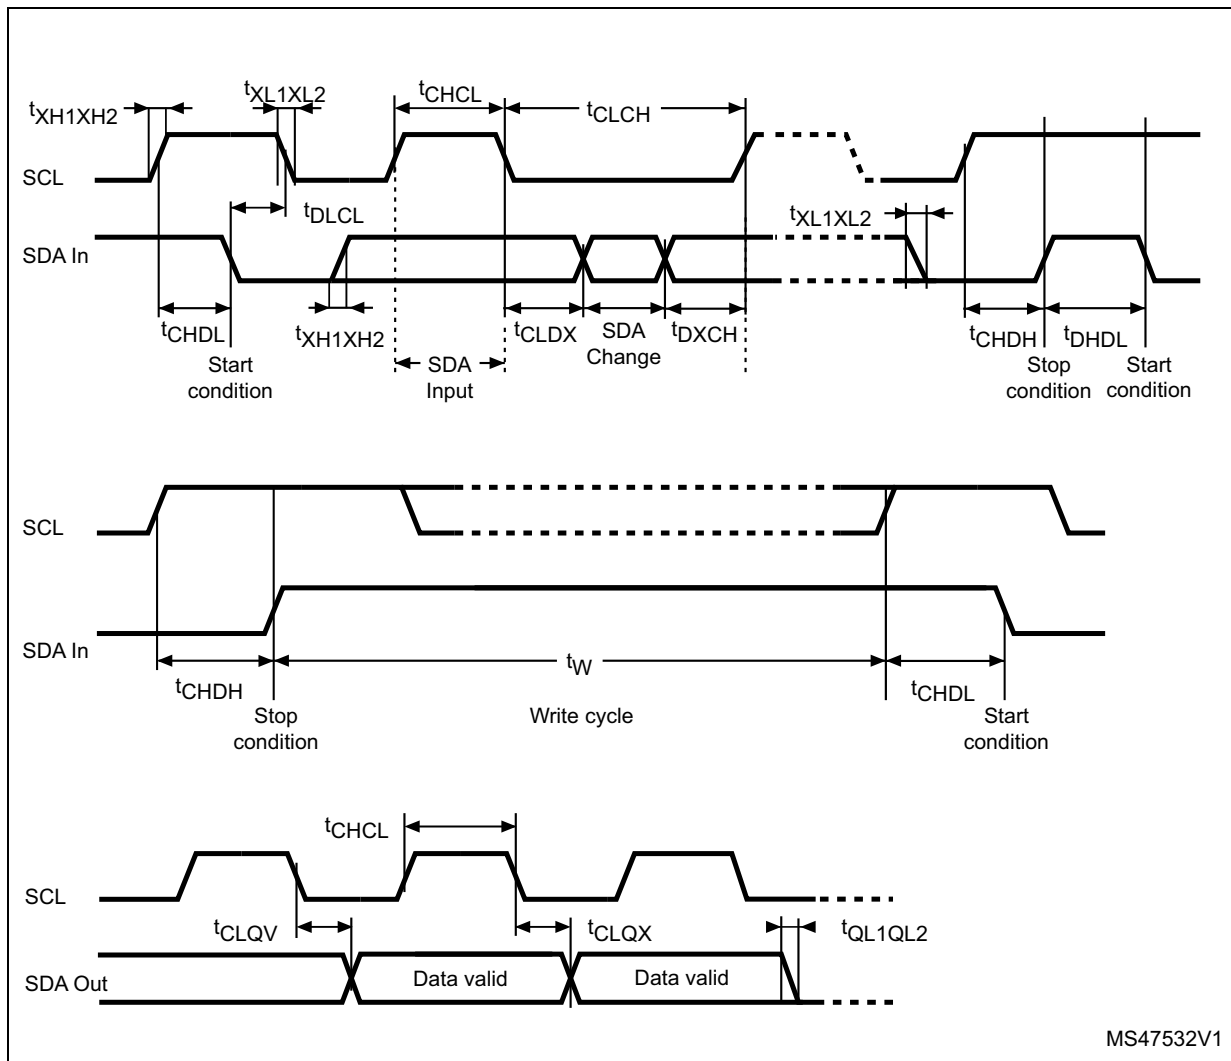 tXH1XH2
tXL1XL2
tCHCL
tCLCH
SCL
tDLCL
tXL1XL2
SDA In
tCHDL
tXH1XH2
tCLDX
SDA
Change
tDXCH
tCHDH
tDHDL
Start
condition
SDA
Input
Stop
condition
Start
condition
SCL
SDA In
tCHDH
tW
tCHDL
Stop
condition
Write cycle
Start
condition
tCHCL
SCL
tCLQV
tCLQX
tQL1QL2
SDA Out
Data valid
Data valid
MS47532V1